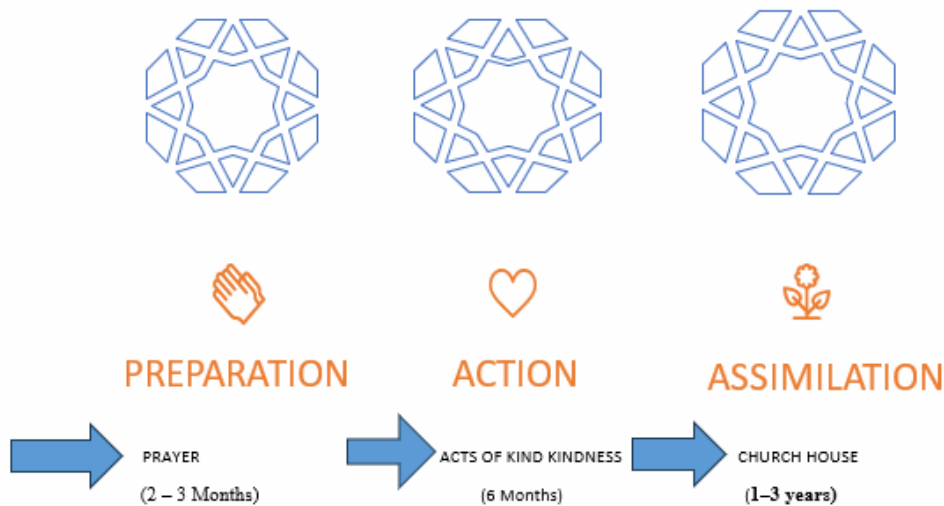 PREPARATION
ACTION
ASSIMILATION
PRAYER
ACTS OF KIND KINDNESS
CHURCH HOUSE
(2 – 3 Months)
(6 Months)
(1–3 years)